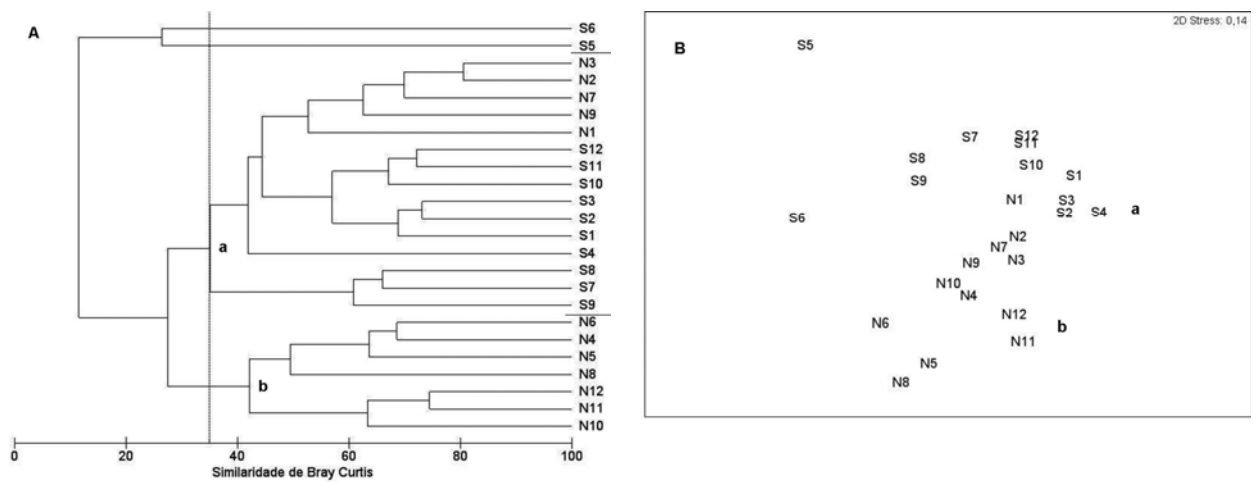 A
S6
S5
N3
N2
N7
N9
N1
S12
S11
S10
S3
S2
S1
S4
a
S8
S7
S9
N6
N4
N5
N8
b
N12
N11
N10
0 20 40 60 80 100
Similaridade de Bray Curtis
2D Stress: 0,14
B
S5
S7
S12
S11
S8
S10
S9
S1
N1
S3
S2
S4
a
S6
N2
N7
N3
N9
N10
N4
N12
N6
b
N11
N5
N8